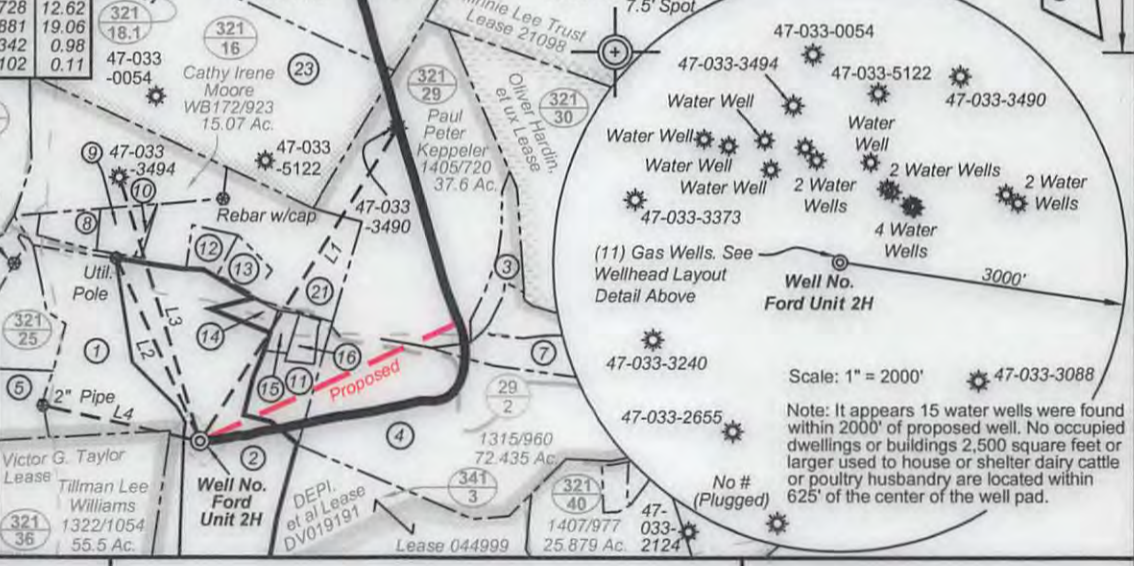 728 12.62
881 19.06
342 0.98
102 0.11
321
18.1
321
16
23
47-033
-0054
Cathy Irene
Moore
WB172/923
15.07 Ac.
47-033
-5122
9
47-033
-3494
10
Rebar w/cap
8
12
13
Util.
Pole
L1
L2
L3
L4
21
14
16
15
11
321
25
1
5
2" Pipe
Proposed
Victor G. Taylor
Lease
Tillman Lee
Williams
1322/1054
55.5 Ac.
321
36
Well No.
Ford
Unit 2H
2
DEPI.
et al Lease
DV019191
Lease 044999
341
3
4
29
2
1315/960
72.435 Ac.
321
40
1407/977
25.879 Ac.
47-
033-
2124
3
7
47-033
-3490
321
29
Paul
Peter
Keppeler
1405/720
37.6 Ac.
Minnie Lee Trust
Lease 21098
Oliver Hardin,
et ux Lease
321
30
7.5' Spot
47-033-0054
47-033-3494
47-033-5122
47-033-3490
Water Well
Water Well
Water
Well
Water Well
Water Well
2 Water
Wells
2 Water Wells
2 Water
Wells
4 Water
Wells
47-033-3373
(11) Gas Wells. See
Wellhead Layout
Detail Above
Well No.
Ford Unit 2H
3000'
47-033-3240
Scale: 1" = 2000'
47-033-3088
47-033-2655
Note: It appears 15 water wells were found
within 2000' of proposed well. No occupied
dwellings or buildings 2,500 square feet or
larger used to house or shelter dairy cattle
or poultry husbandry are located within
625' of the center of the well pad.
No #
(Plugged)